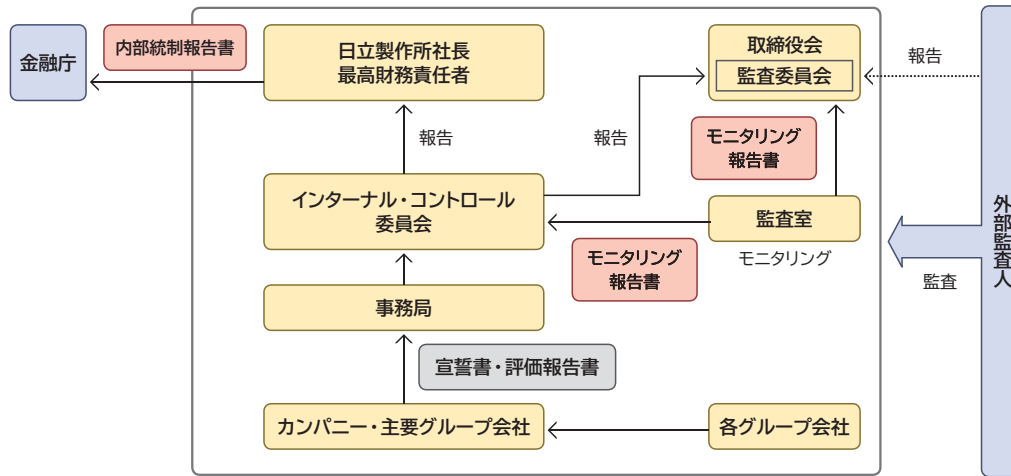 金融庁
内部統制報告書
日立製作所社長
最高財務責任者
取締役会
監査委員会
報告
報告
報告
モニタリング
報告書
インターナル・コントロール
委員会
監査室
モニタリング
モニタリング
報告書
外部監査人
監査
事務局
宣誓書・評価報告書
カンパニー・主要グループ会社
各グループ会社